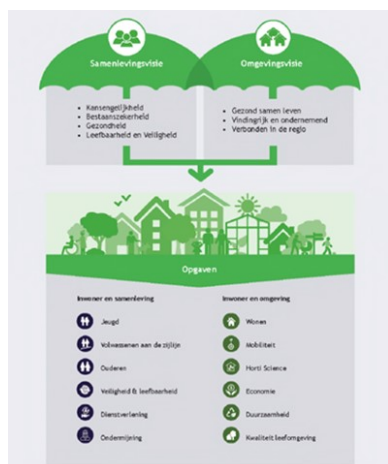 Samenlevingsvisie
Omgevingsvisie
• Kansengelijkheid
• Bestaanszekerheid
• Gezondheid
• Leefbaarheid en Veiligheid
• Gezond samen leven
• Vindingrijk en ondernemend
• Verbonden in de regio
Opgaven
Inwoner en samenleving
Jeugd
Volwassenen aan de zijlijn
Ouderen
Veiligheid & leefbaarheid
Dienstverlening
Ondermijning
Inwoner en omgeving
Wonen
Mobiliteit
Horti Science
Economie
Duurzaamheid
Kwaliteit leefomgeving